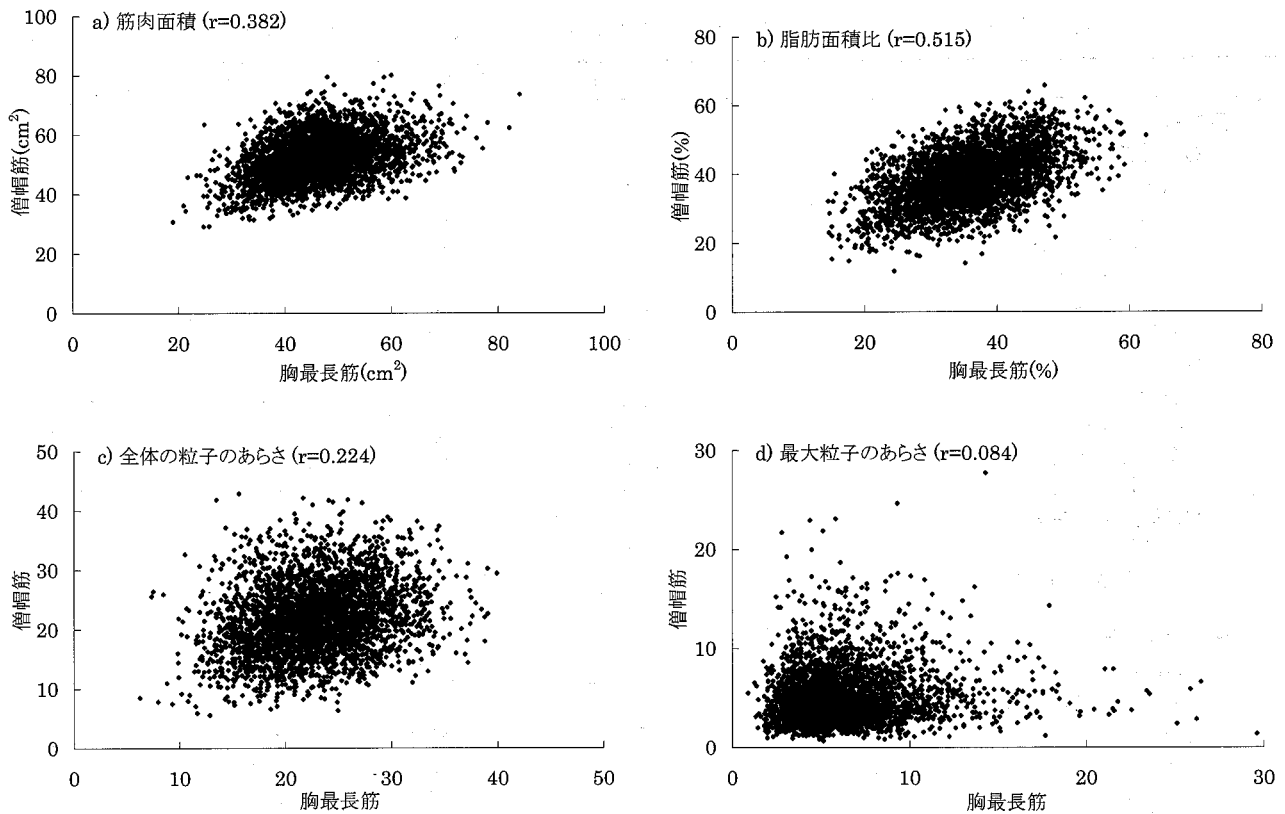 a) 筋肉面積 (r=0.382)
100
80
60
40
20
0
僧帽筋(cm²)
0 20 40 60 80 100
胸最長筋(cm²)
b) 脂肪面積比 (r=0.515)
80
60
40
20
0
僧帽筋(%)
0 20 40 60 80
胸最長筋(%)
c) 全体の粒子のあらさ (r=0.224)
50
40
30
20
10
0
僧帽筋
0 10 20 30 40 50
胸最長筋
d) 最大粒子のあらさ (r=0.084)
30
20
10
0
僧帽筋
0 10 20 30
胸最長筋